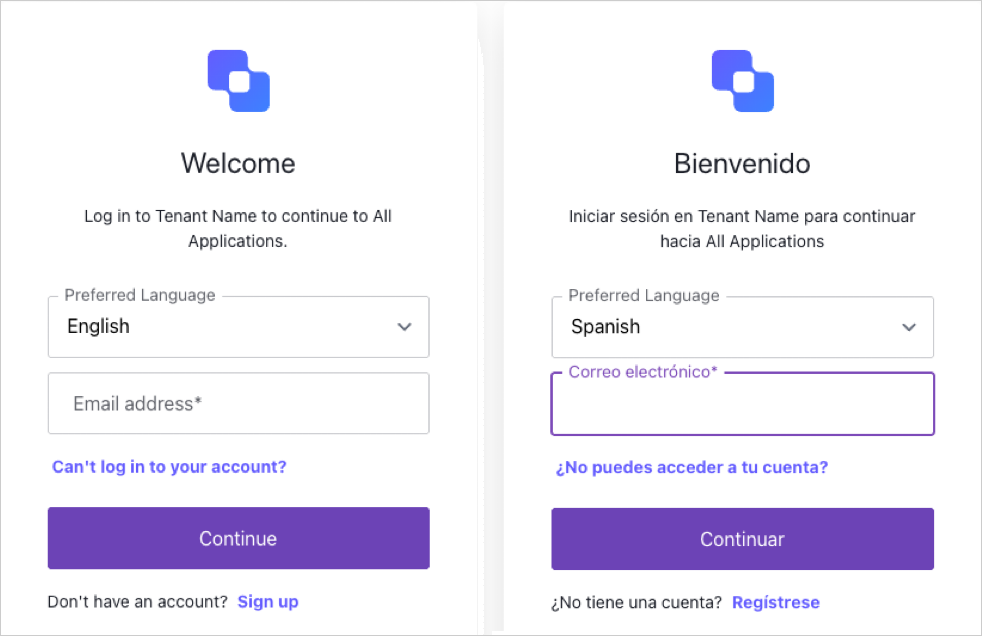 Welcome
Log in to Tenant Name to continue to All
Applications.
Preferred Language
English
Email address*
Can't log in to your account?
Continue
Don't have an account? Sign up
Bienvenido
Iniciar sesión en Tenant Name para continuar
hacia All Applications
Preferred Language
Spanish
Correo electrónico*
¿No puedes acceder a tu cuenta?
Continuar
¿No tiene una cuenta? Regístrese